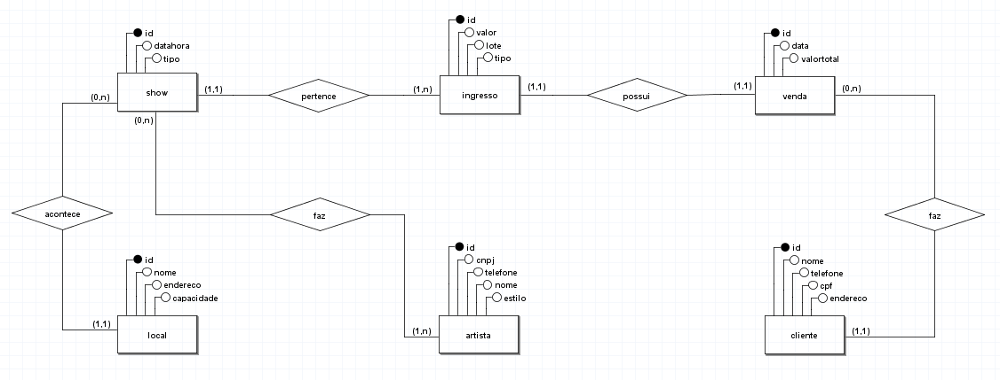 id
datahora
tipo
show
(0,n)
(1,1)
(0,n)
pertence
(1,n)
id
valor
lote
tipo
ingresso
(1,1)
possui
(1,1)
id
data
valortotal
venda
(0,n)
acontece
faz
faz
id
nome
endereco
capacidade
(1,1)
local
id
cnpj
telefone
nome
estilo
(1,n)
artista
id
nome
telefone
cpf
endereco
cliente
(1,1)